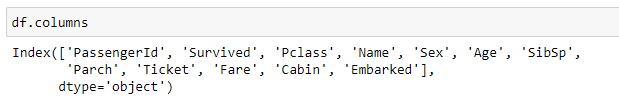 df.columns
Index(['PassengerId', 'Survived', 'Pclass', 'Name', 'Sex', 'Age', 'SibSp',
'Parch', 'Ticket', 'Fare', 'Cabin', 'Embarked'],
dtype='object')